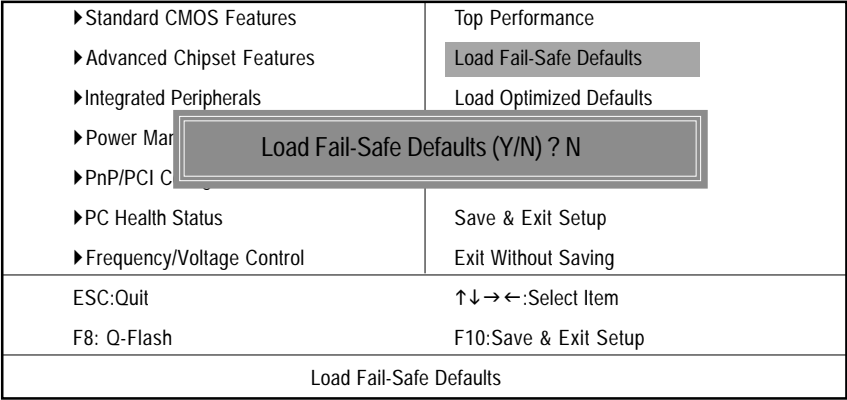 ▶Standard CMOS Features
Top Performance
▶Advanced Chipset Features
Load Fail-Safe Defaults
▶Integrated Peripherals
Load Optimized Defaults
▶Power
Load Fail-Safe Defaults (Y/N) ? N
▶PnP/PCI
▶PC Health Status
Save & Exit Setup
▶Frequency/Voltage Control
Exit Without Saving
ESC:Quit
↑↓→←:Select Item
F8: Q-Flash
F10:Save & Exit Setup
Load Fail-Safe Defaults